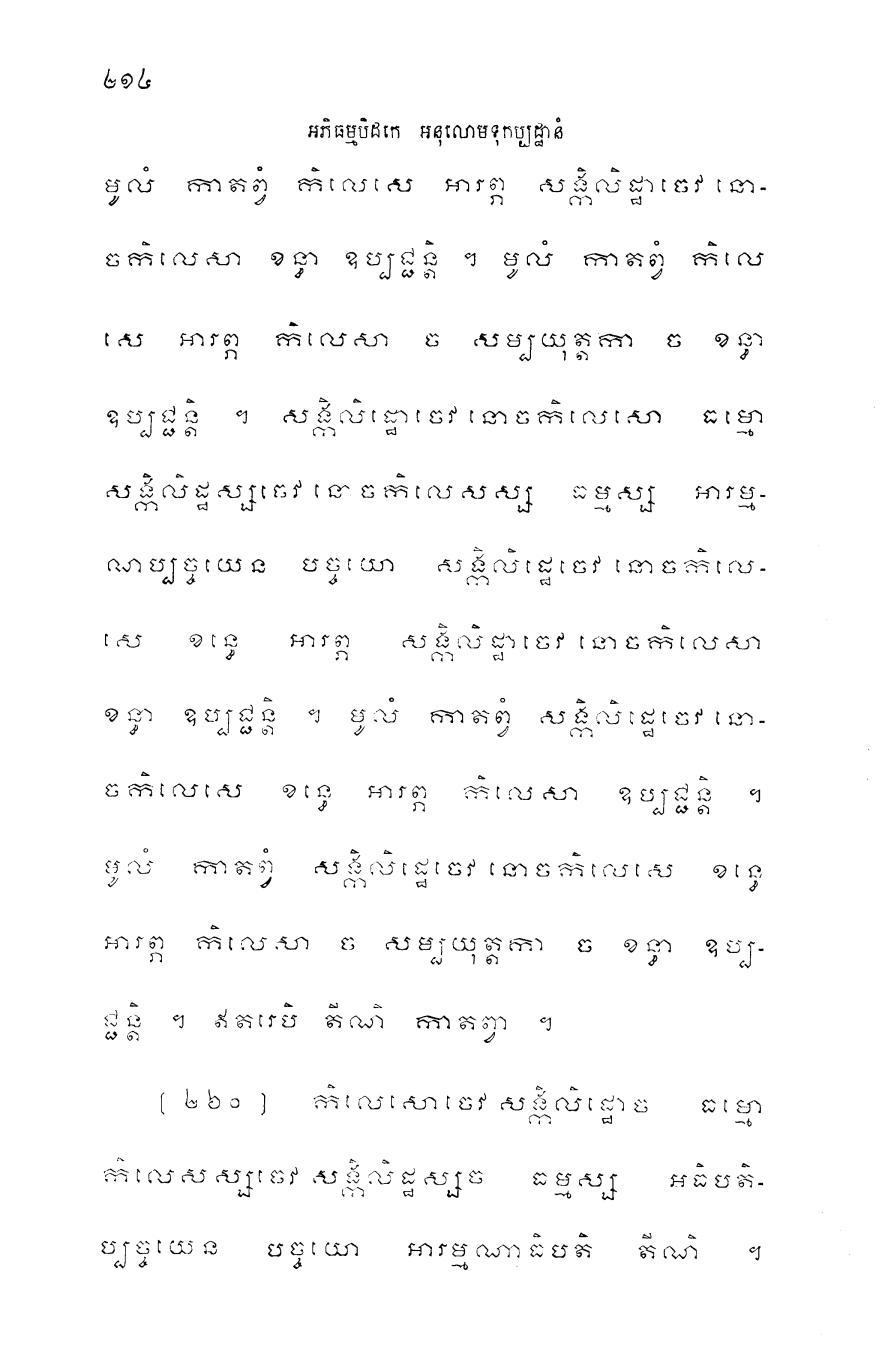 ២១៤
អភិធម្មបិដកេ អនុលោមទុកប្បដ្ឋានំ
មូលំ កាតព្វំ កិលេសេ អារព្ភ សង្កិលិដ្ឋាចេវ នោ-
ចកិលេសា ខន្ធា ឧប្បជ្ជន្តិ ។ មូលំ កាតព្វំ កិលេ
សេ អារព្ភ កិលេសា ច សម្បយុត្តកា ច ខន្ធា
ឧប្បជ្ជន្តិ ។ សង្កិលិដ្ឋោចេវ នោចកិលេសោ ធម្មោ
សង្កិលិដ្ឋស្សចេវ នោ ចកិលេសស្ស ធម្មស្ស អារម្ម-
ណប្បច្ចយេន បច្ចយោ សង្កិលិដ្ឋេចេវ នោចកិលេ-
សេ ខន្ធេ អារព្ភ សង្កិលិដ្ឋាចេវ នោចកិលេសា
ខន្ធា ឧប្បជ្ជន្តិ ។ មូលំ កាតព្វំ សង្កិលិដ្ឋេចេវ នោ-
ចកិលេសេ ខន្ធេ អារព្ភ កិលេសា ឧប្បជ្ជន្តិ ។
មូលំ កាតព្វំ សង្កិលិដ្ឋេចេវ នោចកិលេសេ ខន្ធេ
អារព្ភ កិលេសា ច សម្បយុត្តកា ច ខន្ធា ឧប្ប-
ជ្ជន្តិ ។ ឥតរេបិ តីណិ កាតព្វា ។
[ ២៦០ ] កិលេសោចេវ សង្កិលិដ្ឋោច ធម្មោ
កិលេសស្សចេវ សង្កិលិដ្ឋស្សច ធម្មស្ស អធិបតិ-
ប្បច្ចយេន បច្ចយោ អារម្មណាធិបតិ តីណិ ។